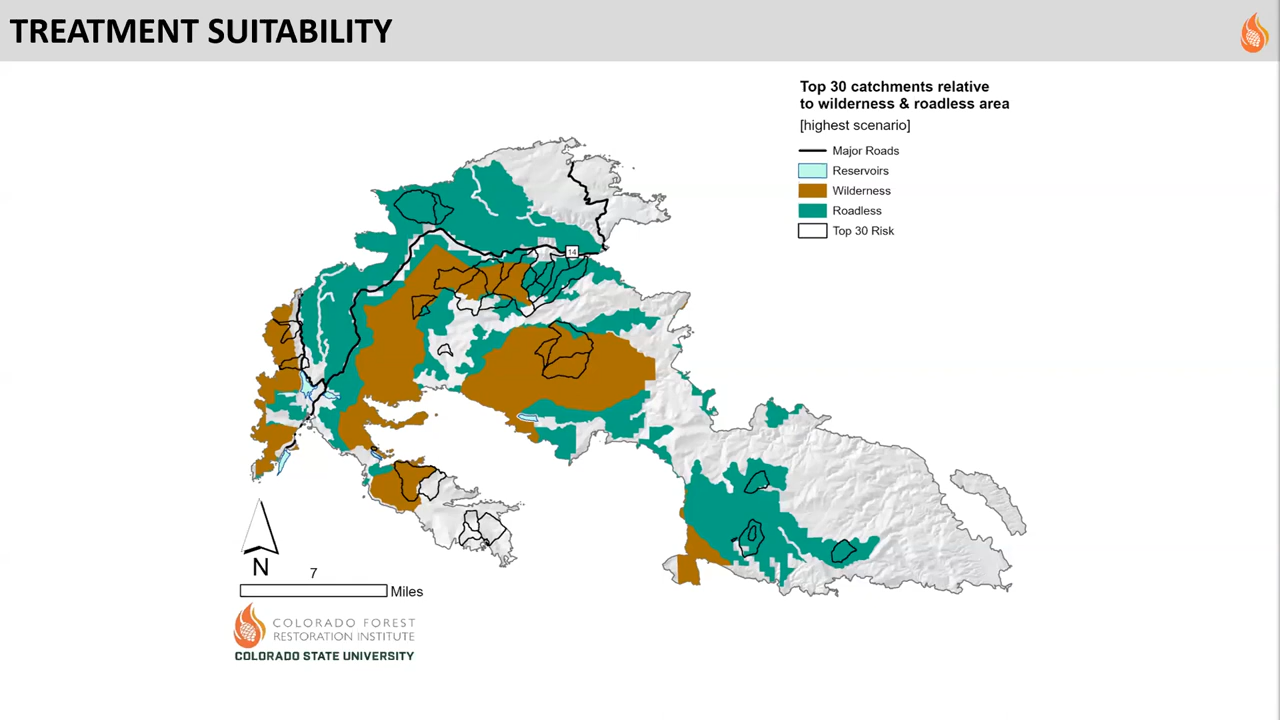 TREATMENT SUITABILITY
Top 30 catchments relative
to wilderness & roadless area
[highest scenario]
Major Roads
Reservoirs
Wilderness
Roadless
Top 30 Risk
14
N
7
Miles
COLORADO FOREST
RESTORATION INSTITUTE
COLORADO STATE UNIVERSITY